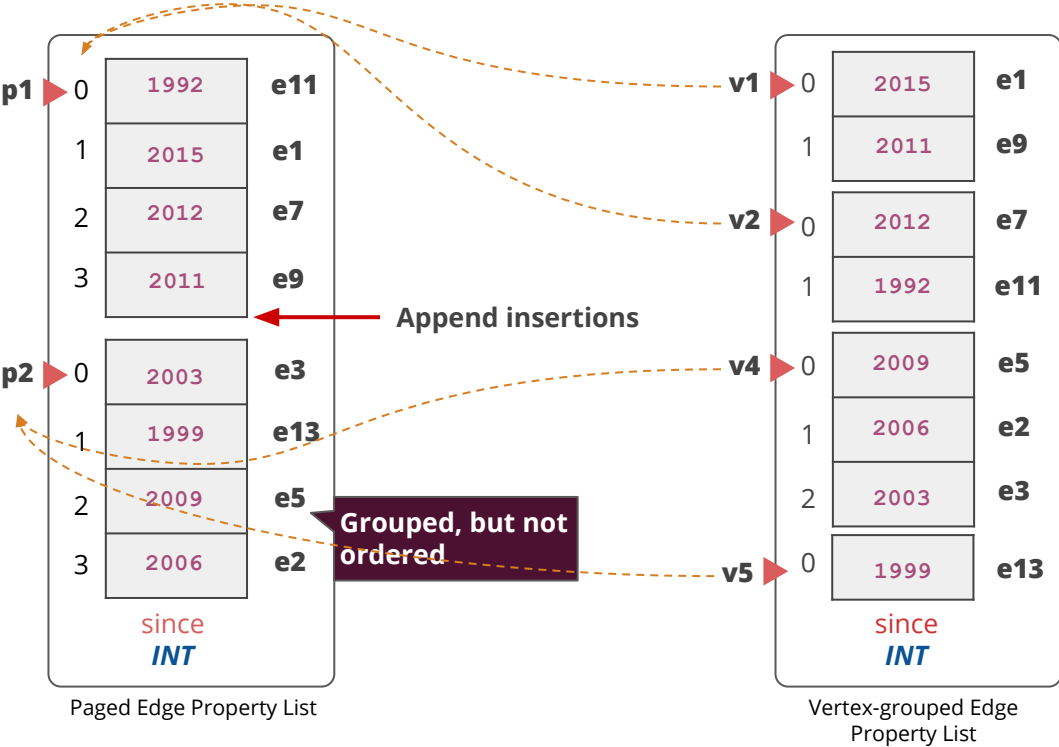 p1 0 1992 e11
1 2015 e1
2 2012 e7
3 2011 e9
p2 0 2003 e3
1 1999 e13
2 2009 e5
3 2006 e2
since
INT
Paged Edge Property List
Append insertions
Grouped, but not
ordered
v1 0 2015 e1
1 2011 e9
v2 0 2012 e7
1 1992 e11
v4 0 2009 e5
1 2006 e2
2 2003 e3
v5 0 1999 e13
since
INT
Vertex-grouped Edge
Property List